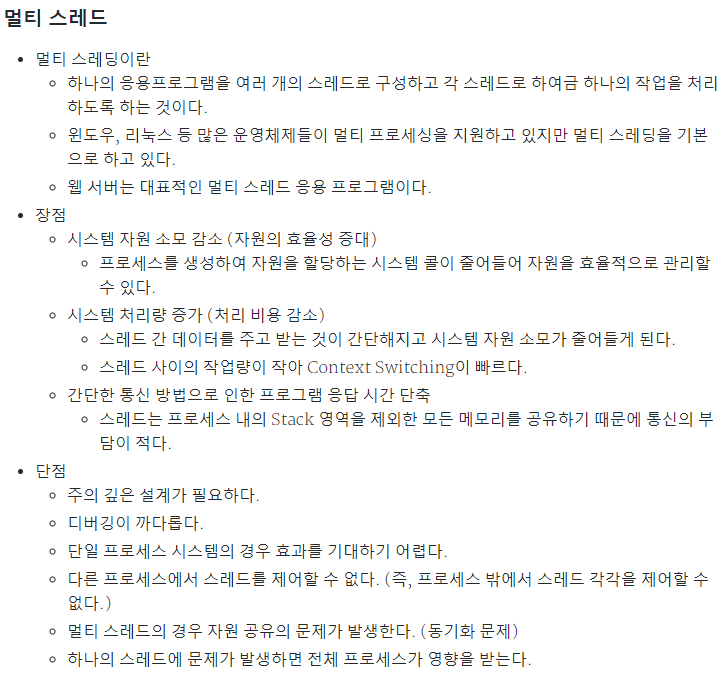 멀티 스레드
멀티 스레딩이란
하나의 응용프로그램을 여러 개의 스레드로 구성하고 각 스레드로 하여금 하나의 작업을 처리
하도록 하는 것이다.
윈도우, 리눅스 등 많은 운영체제들이 멀티 프로세싱을 지원하고 있지만 멀티 스레딩을 기본
으로 하고 있다.
웹 서버는 대표적인 멀티 스레드 응용 프로그램이다.
장점
시스템 자원 소모 감소 (자원의 효율성 증대)
프로세스를 생성하여 자원을 할당하는 시스템 콜이 줄어들어 자원을 효율적으로 관리할
수 있다.
시스템 처리량 증가 (처리 비용 감소)
스레드 간 데이터를 주고 받는 것이 간단해지고 시스템 자원 소모가 줄어들게 된다.
스레드 사이의 작업량이 작아 Context Switching이 빠르다.
간단한 통신 방법으로 인한 프로그램 응답 시간 단축
스레드는 프로세스 내의 Stack 영역을 제외한 모든 메모리를 공유하기 때문에 통신의 부
담이 적다.
단점
주의 깊은 설계가 필요하다.
디버깅이 까다롭다.
단일 프로세스 시스템의 경우 효과를 기대하기 어렵다.
다른 프로세스에서 스레드를 제어할 수 없다. (즉, 프로세스 밖에서 스레드 각각을 제어할 수
없다.)
멀티 스레드의 경우 자원 공유의 문제가 발생한다. (동기화 문제)
하나의 스레드에 문제가 발생하면 전체 프로세스가 영향을 받는다.